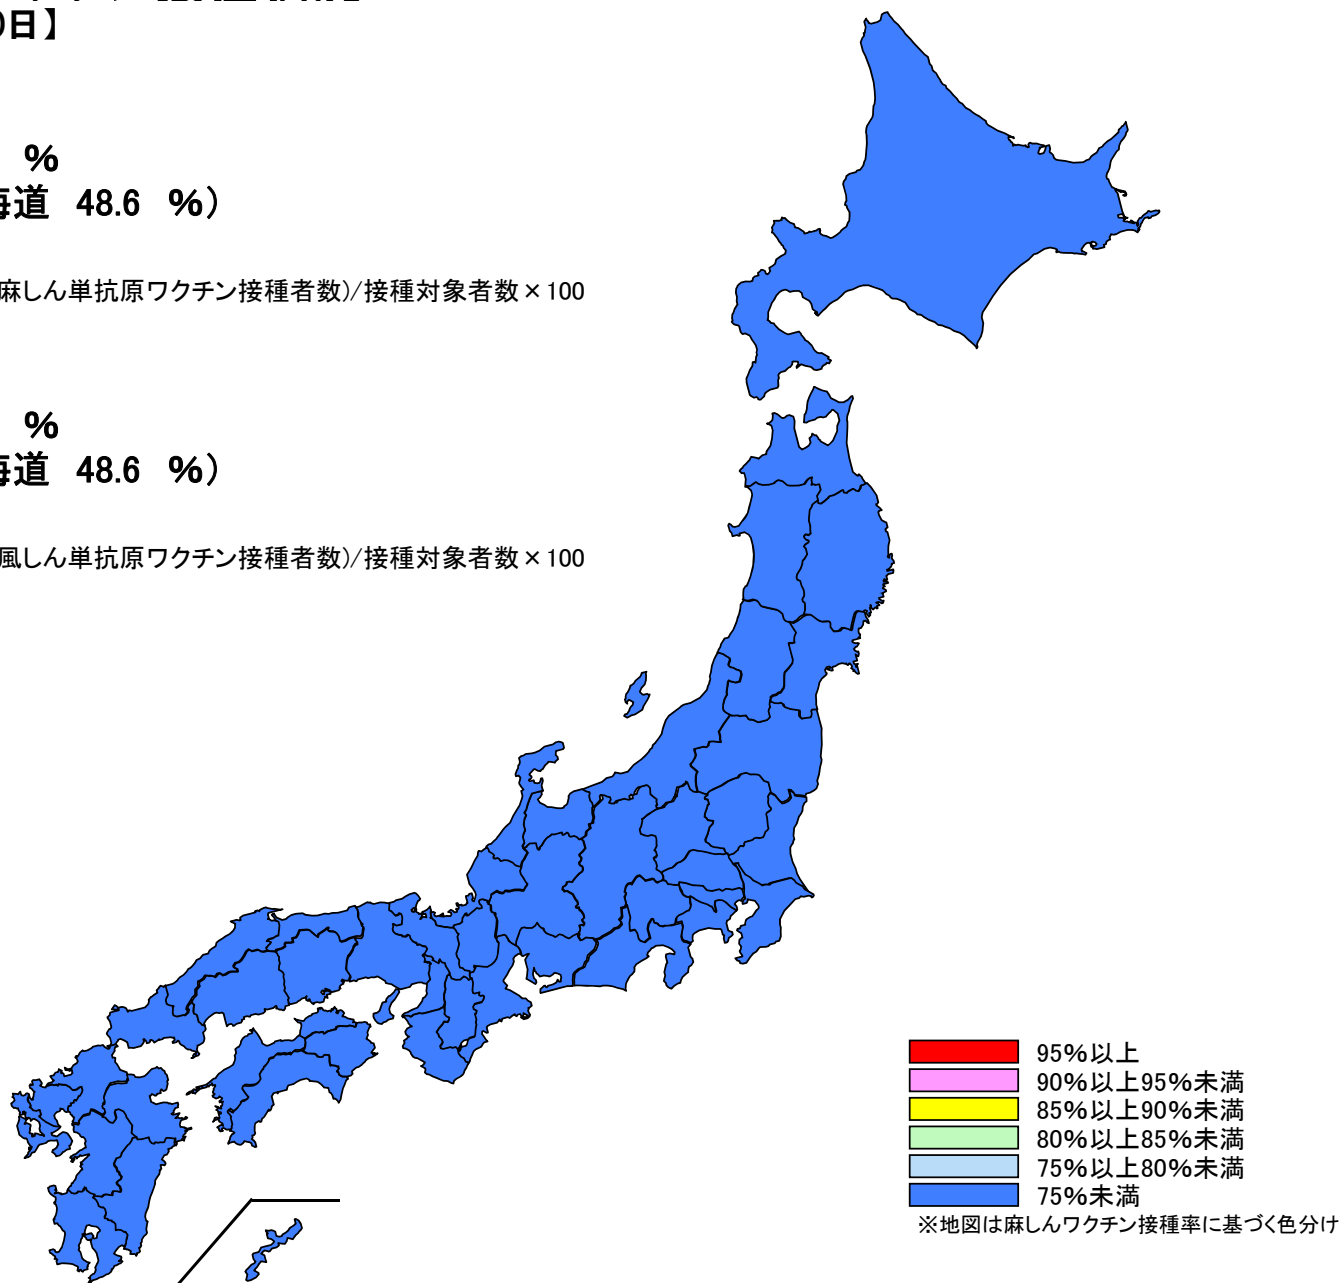 0日】
%
海道 48.6 %)
麻しん単抗原ワクチン接種者数)/接種対象者数×100
%
海道 48.6 %)
風しん単抗原ワクチン接種者数)/接種対象者数×100
95%以上
90%以上95%未満
85%以上90%未満
80%以上85%未満
75%以上80%未満
75%未満
※地図は麻しんワクチン接種率に基づく色分け